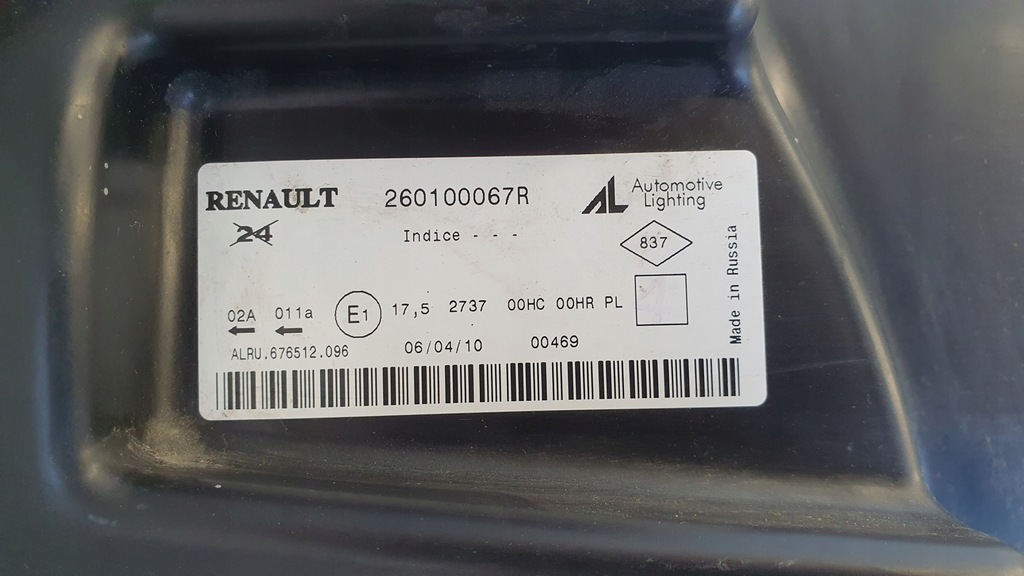 RENAULT 260100067R AL Automotive Lighting
24 Indice - - -
837
Made in Russia
02A 011a E1 17,5 2737 00HC 00HR PL
ALRU.676512.096 06/04/10 00469